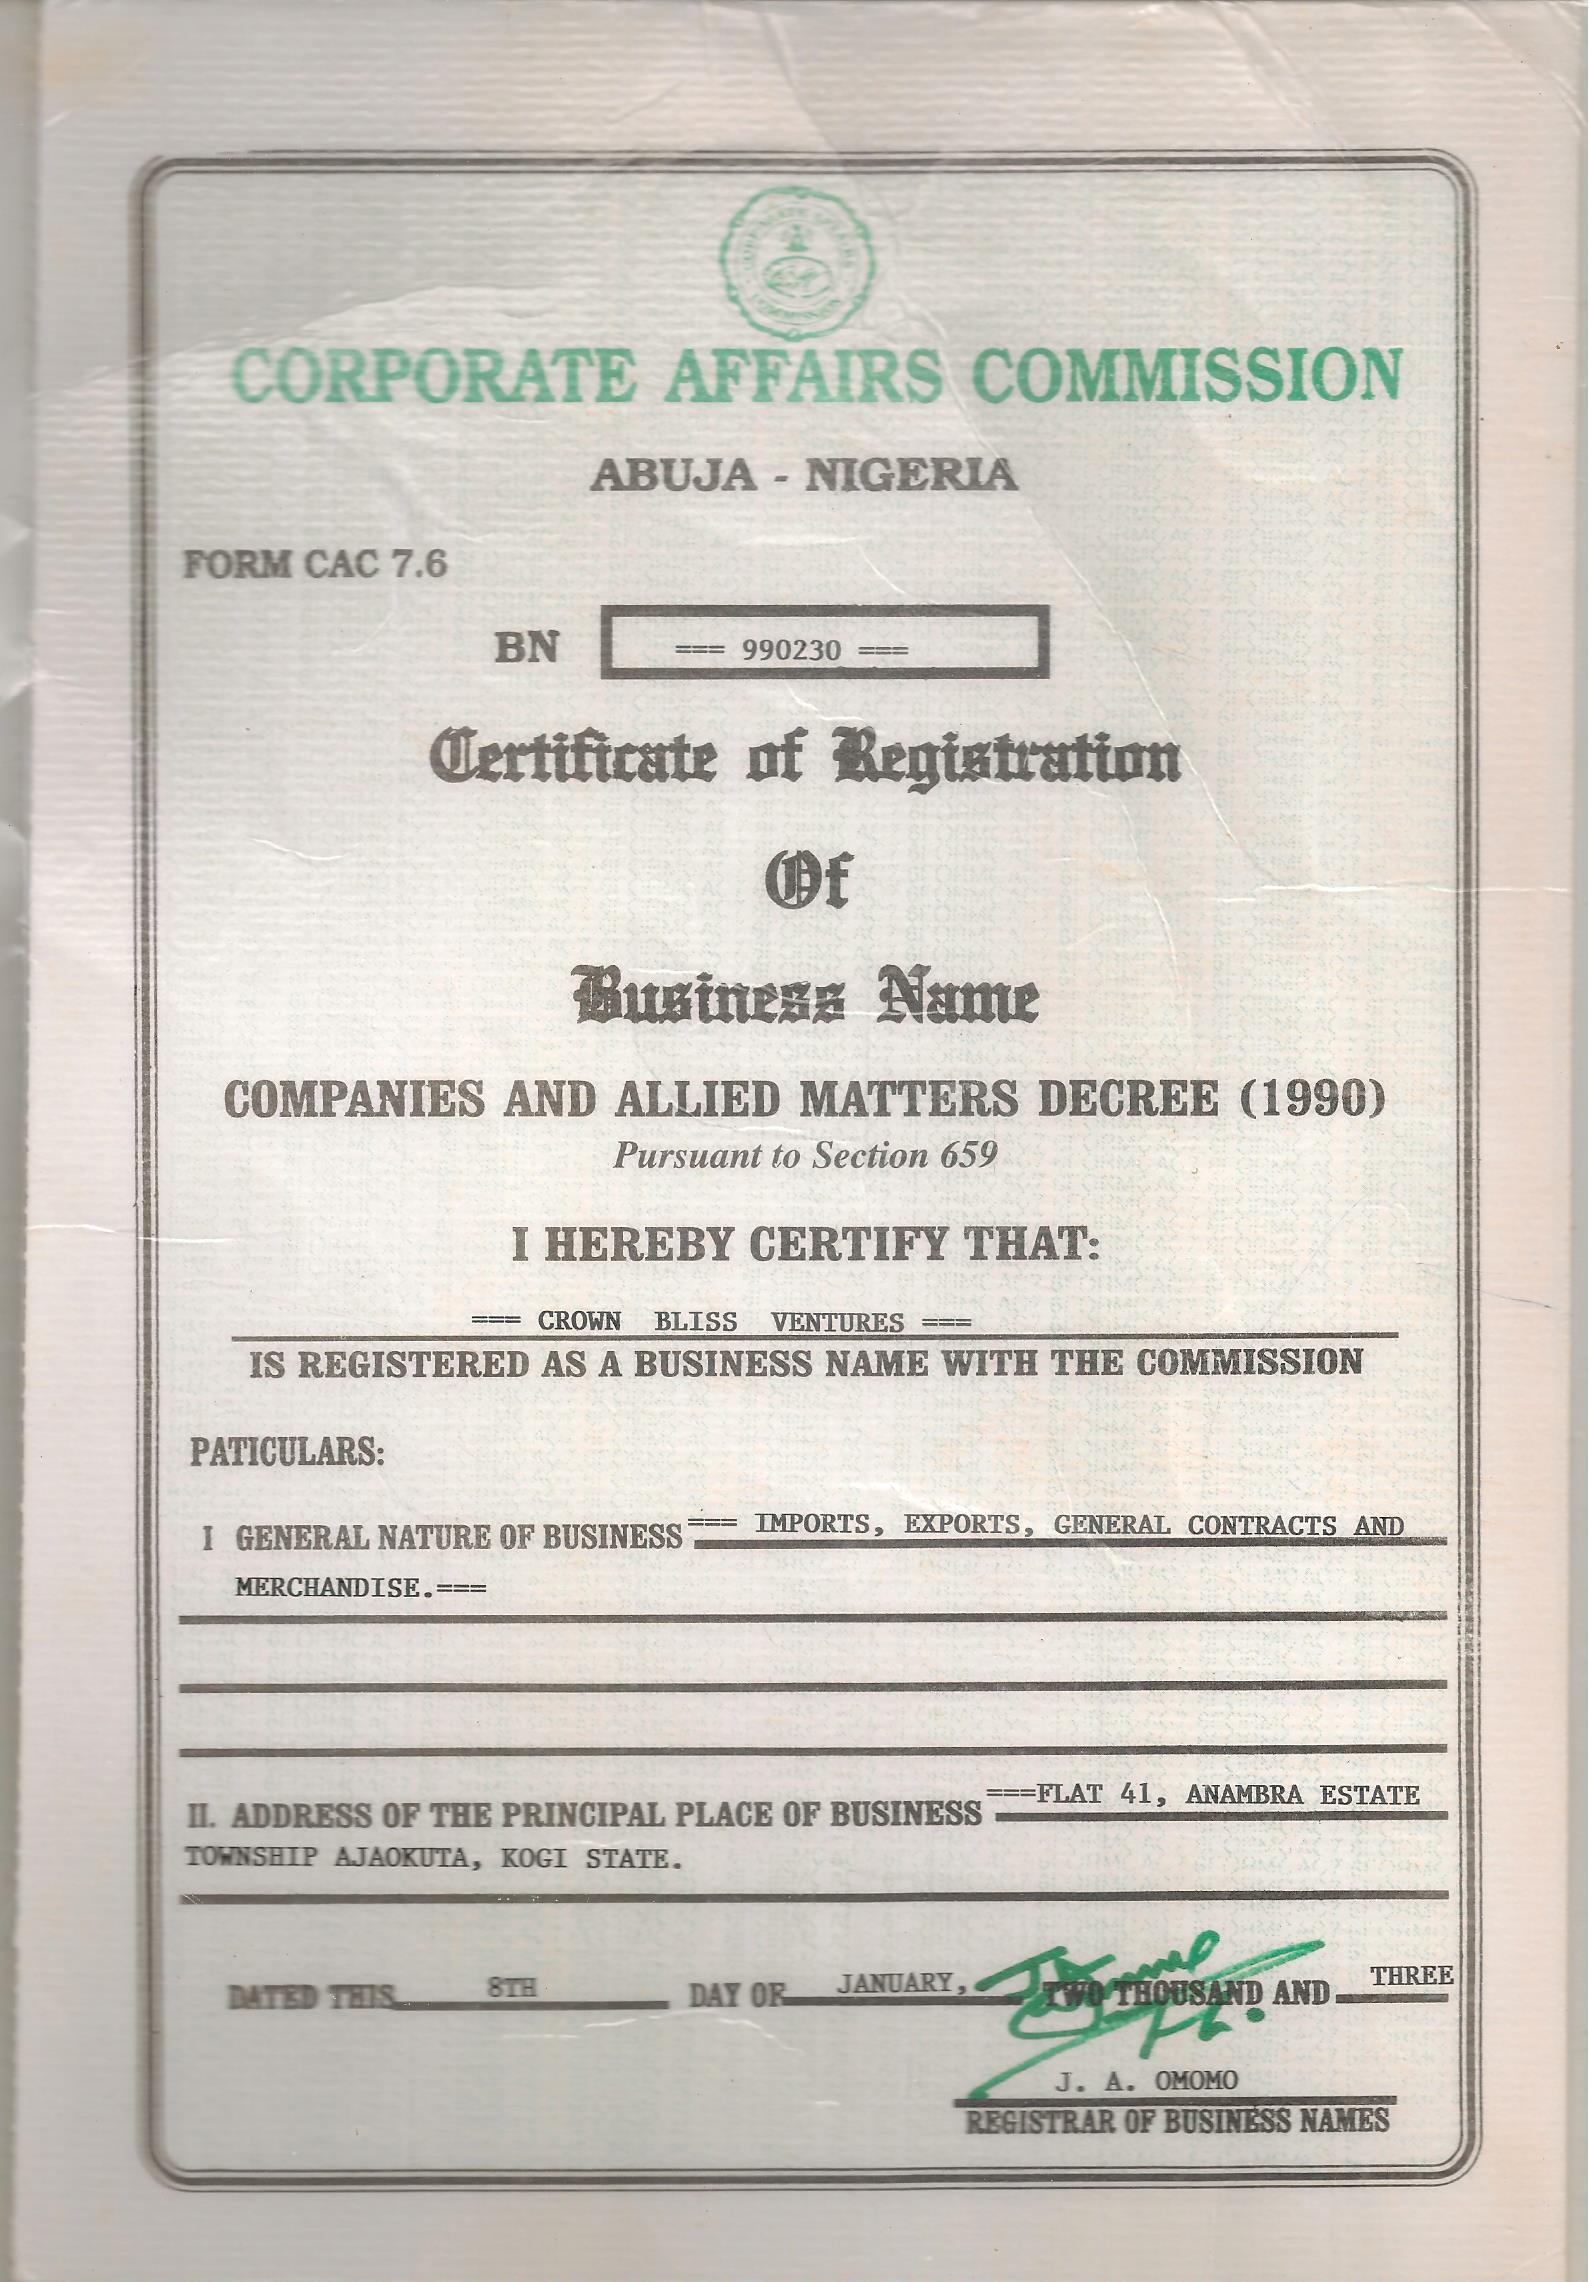 CORPORATE AFFAIRS COMMISSION
CORPORATE AFFAIRS COMMISSION
ABUJA - NIGERIA
FORM CAC 7.6
BN === 990230 ===
Certificate of Registration
Of
Business Name
COMPANIES AND ALLIED MATTERS DECREE (1990)
Pursuant to Section 659
I HEREBY CERTIFY THAT:
=== CROWN BLISS VENTURES ===
IS REGISTERED AS A BUSINESS NAME WITH THE COMMISSION
PATICULARS:
I GENERAL NATURE OF BUSINESS === IMPORTS, EXPORTS, GENERAL CONTRACTS AND
MERCHANDISE.===
II. ADDRESS OF THE PRINCIPAL PLACE OF BUSINESS ===FLAT 41, ANAMBRA ESTATE
TOWNSHIP AJAOKUTA, KOGI STATE.
DATED THIS 8TH DAY OF JANUARY, TWO THOUSAND AND THREE
J. A. OMOMO
REGISTRAR OF BUSINESS NAMES